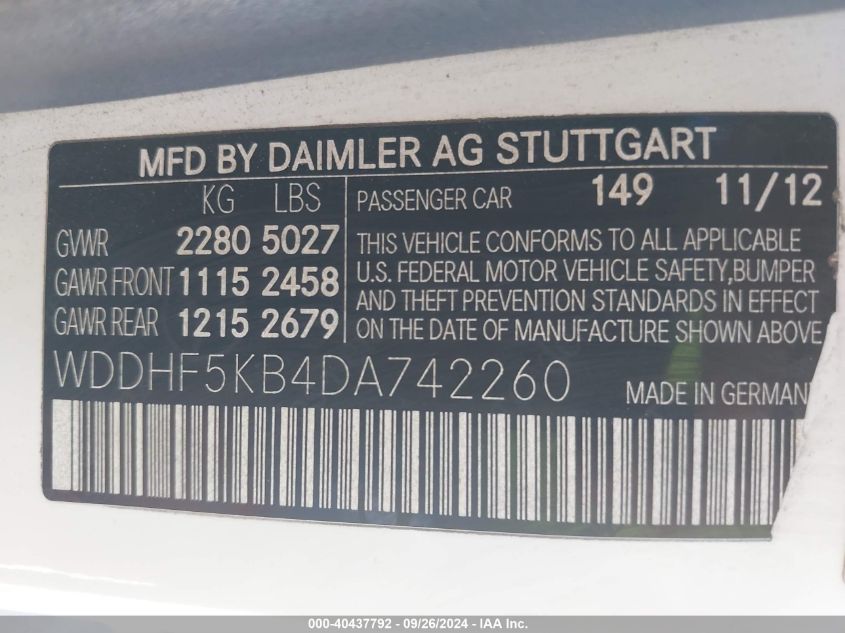 MFD BY DAIMLER AG STUTTGART
KG LBS
GVWR 2280 5027
GAWR FRONT 1115 2458
GAWR REAR 1215 2679
PASSENGER CAR 149 11/12
THIS VEHICLE CONFORMS TO ALL APPLICABLE
U.S. FEDERAL MOTOR VEHICLE SAFETY,BUMPER
AND THEFT PREVENTION STANDARDS IN EFFECT
ON THE DATE OF MANUFACTURE SHOWN ABOVE
WDDHF5KB4DA742260
MADE IN GERMAN
000-40437792 - 09/26/2024 - IAA Inc.